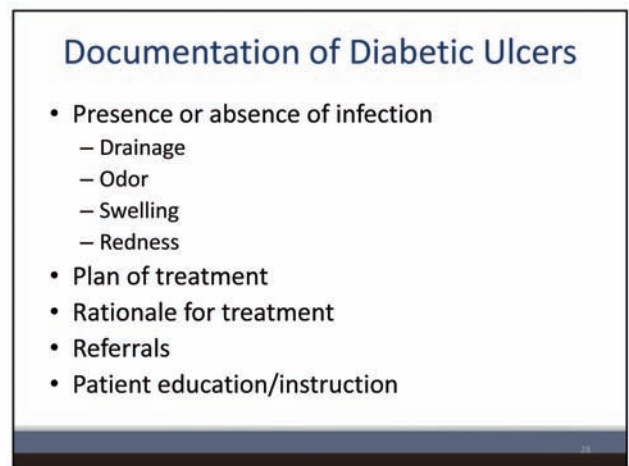 Documentation of Diabetic Ulcers
• Presence or absence of infection
– Drainage
– Odor
– Swelling
– Redness
• Plan of treatment
• Rationale for treatment
• Referrals
• Patient education/instruction
28